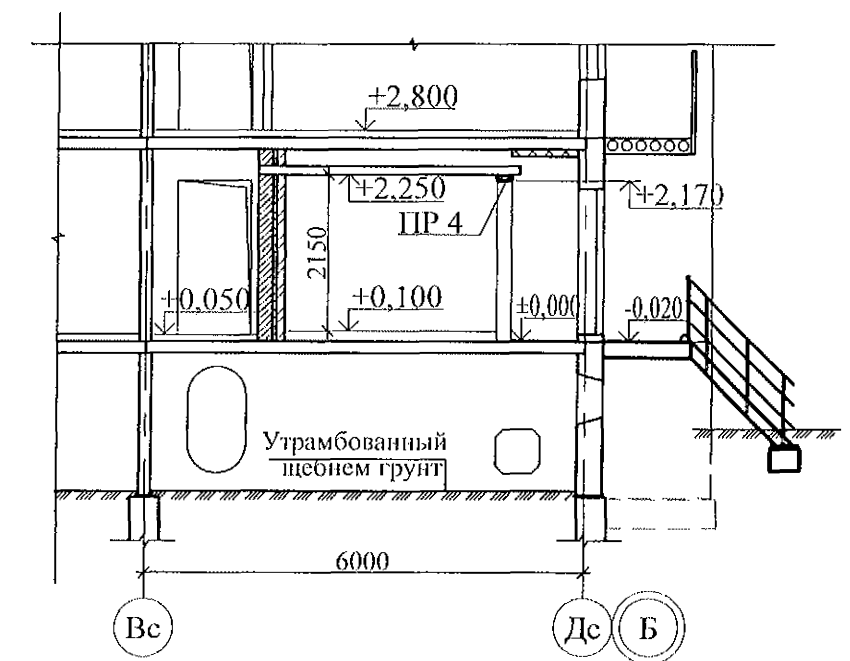 +2,800
+2,250
+2,170
ПР 4
2150
+0,050
+0,100
±0,000
-0,020
Утрамбованный
щебнем грунт
6000
Вс
Дс
Б